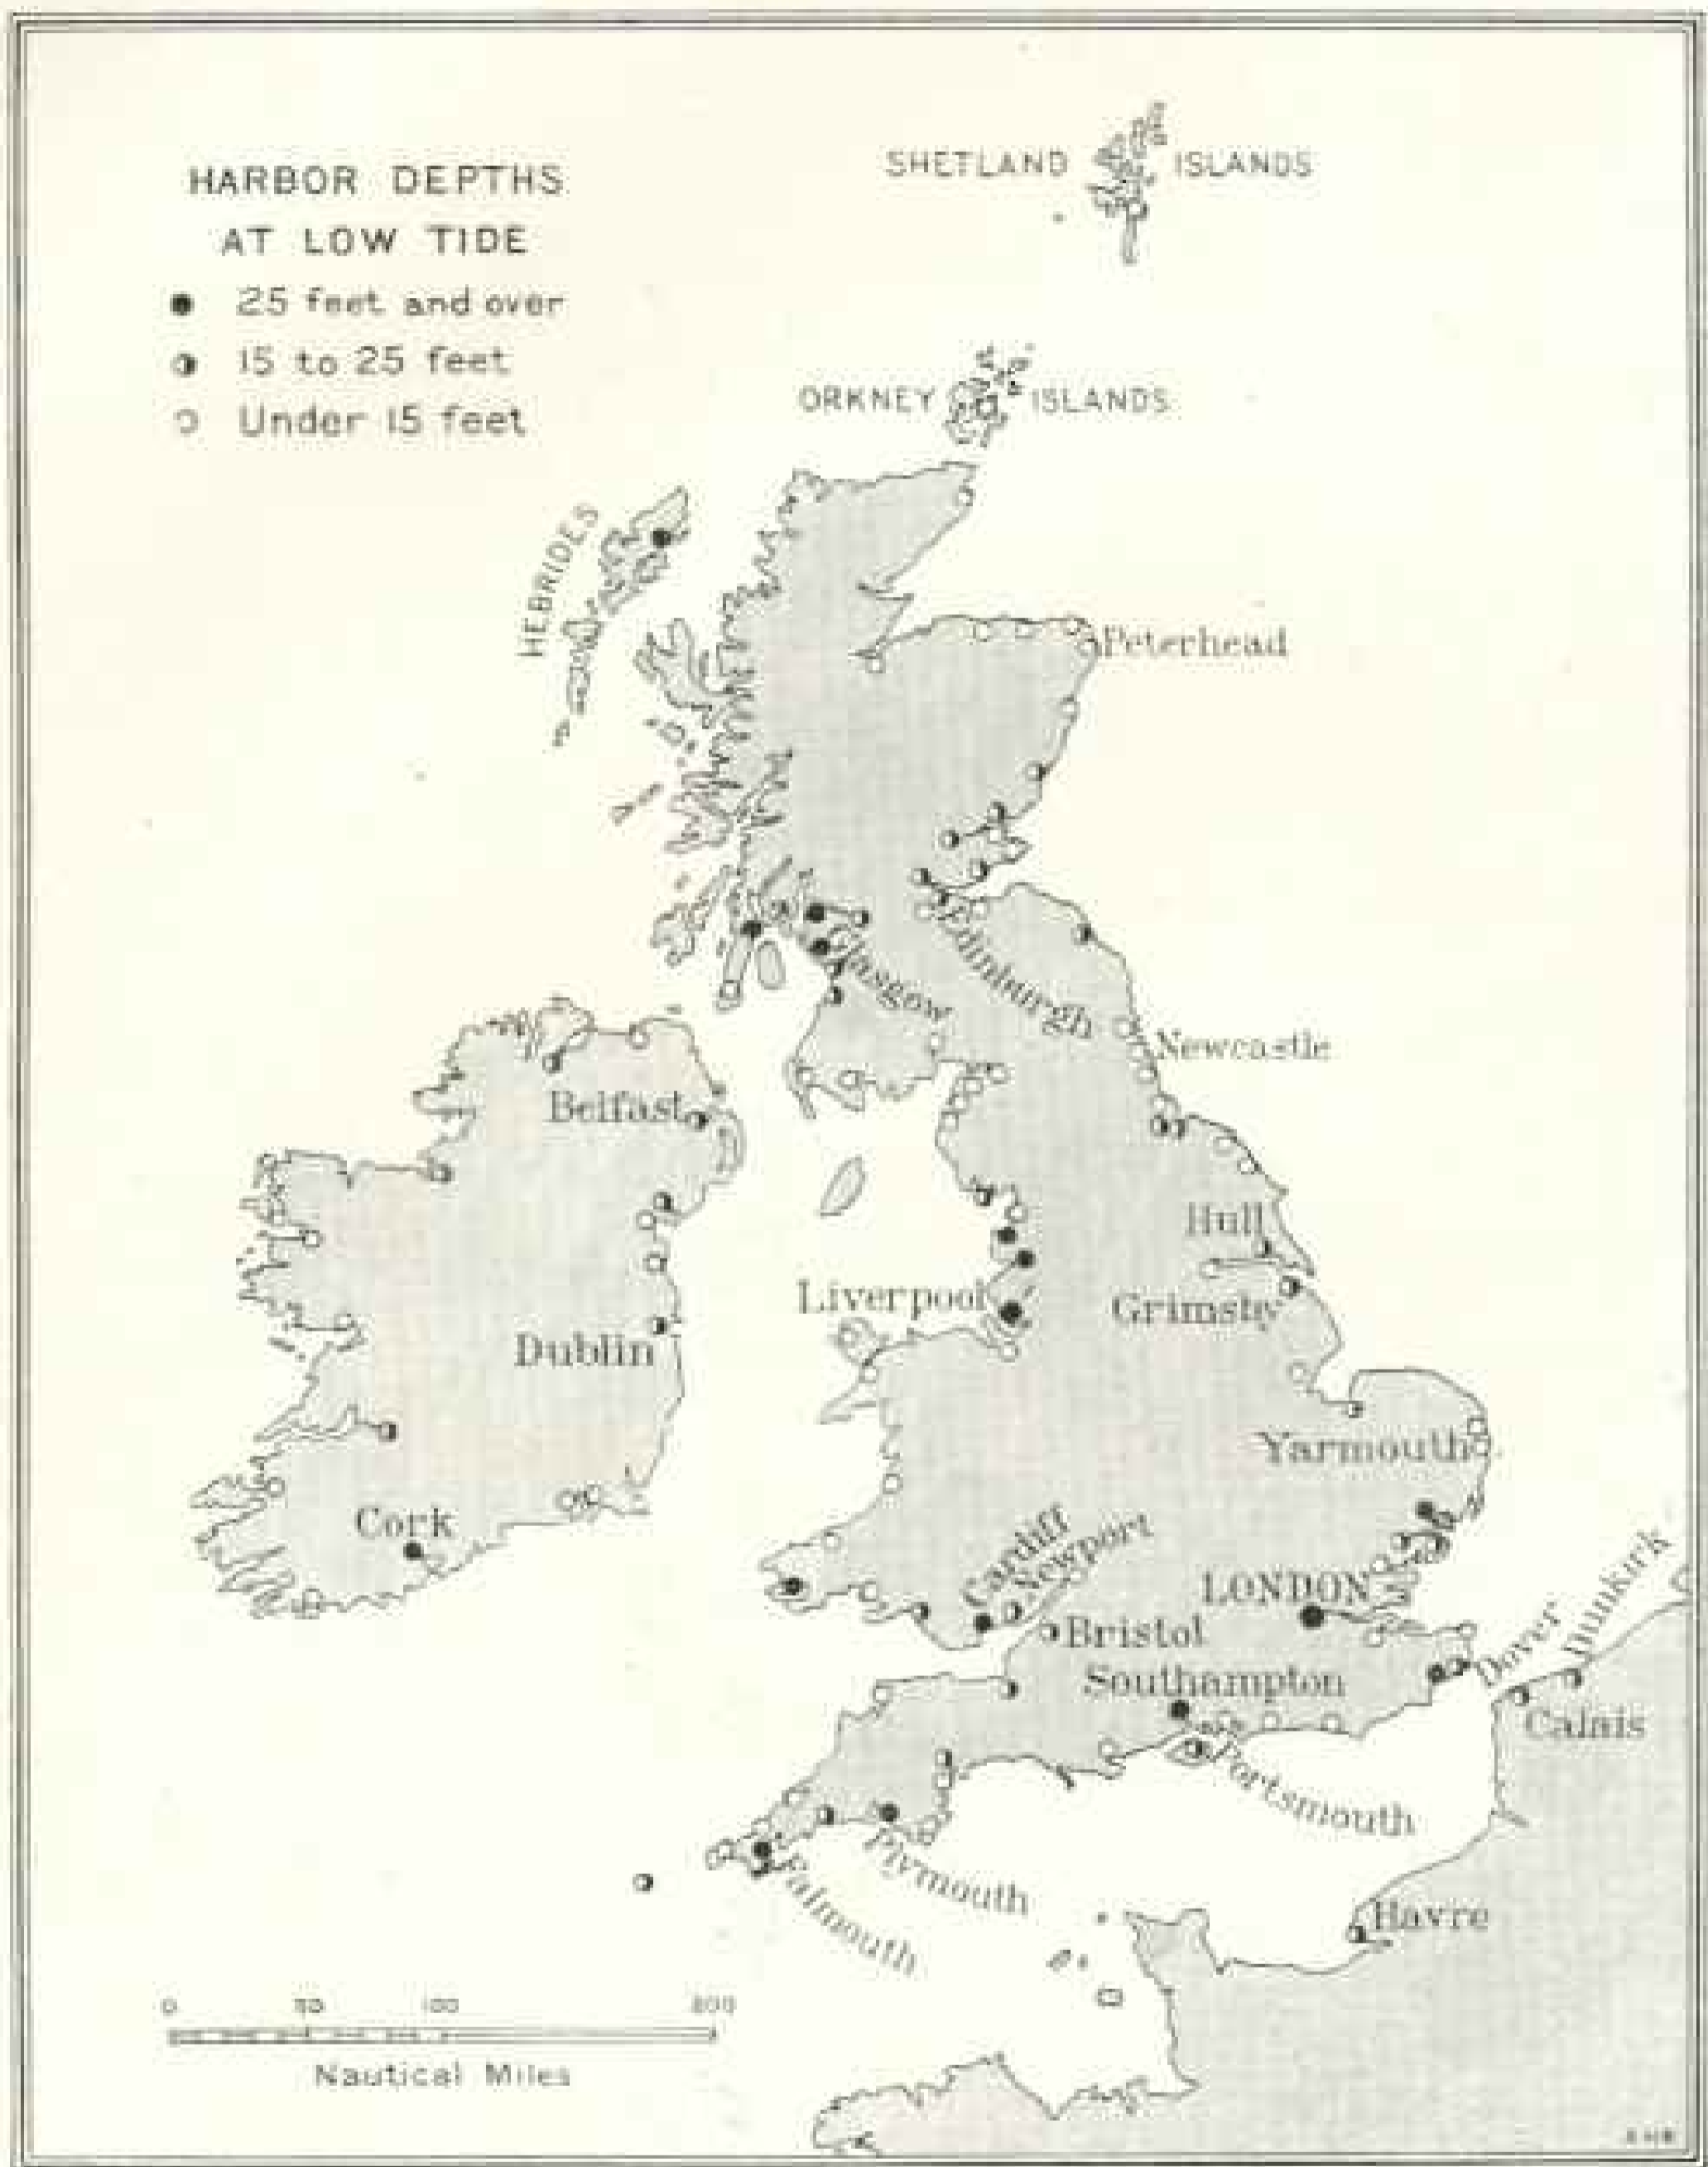 HARBOR DEPTHS
AT LOW TIDE
25 feet and over
15 to 25 feet
Under 15 feet
SHETLAND ISLANDS
ORKNEY ISLANDS
HEBRIDES
Peterhead
Glasgow
Edinburgh
Newcastle
Belfast
Hull
Liverpool
Grimsby
Dublin
Yarmouth
Cork
Cardiff
Newport
LONDON
Dover
Dunkirk
Bristol
Southampton
Calais
Portsmouth
Plymouth
Falmouth
Havre
0 50 100 200
Nautical Miles